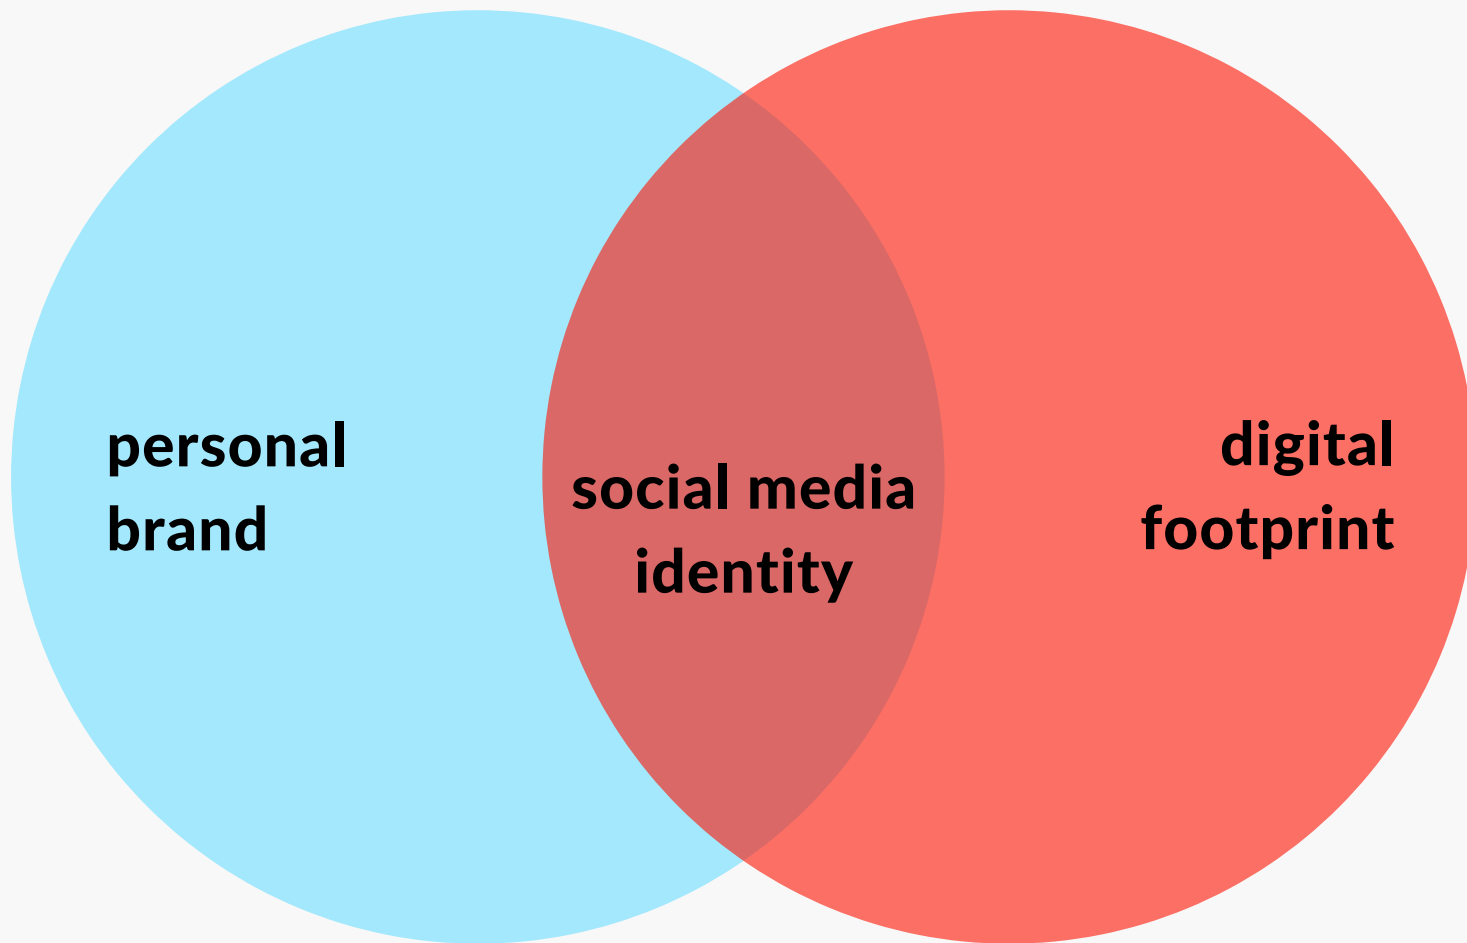 personal
brand
social media
identity
digital
footprint